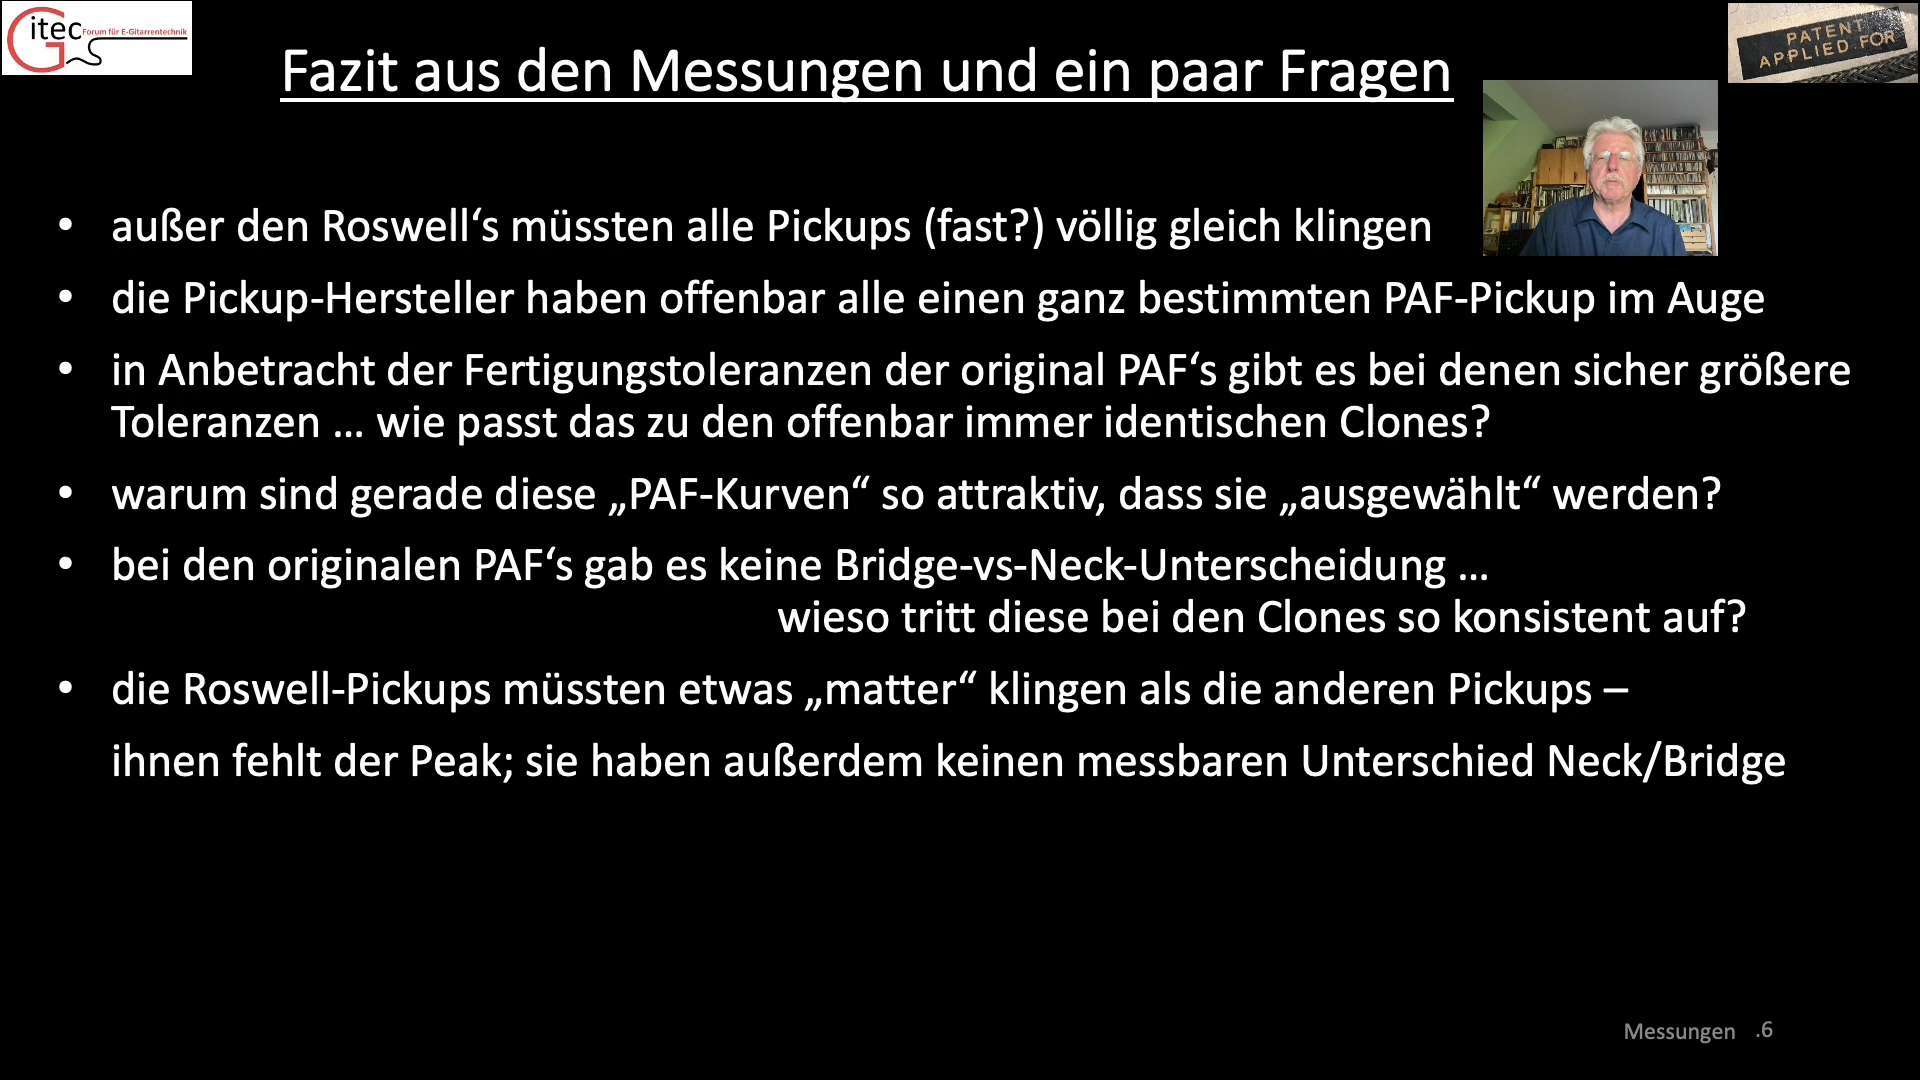 Gitec Forum für E-Gitarrentechnik
PATENT
APPLIED FOR
Fazit aus den Messungen und ein paar Fragen
• außer den Roswell‘s müssten alle Pickups (fast?) völlig gleich klingen
• die Pickup-Hersteller haben offenbar alle einen ganz bestimmten PAF-Pickup im Auge
• in Anbetracht der Fertigungstoleranzen der original PAF‘s gibt es bei denen sicher größere
Toleranzen … wie passt das zu den offenbar immer identischen Clones?
• warum sind gerade diese „PAF-Kurven“ so attraktiv, dass sie „ausgewählt“ werden?
• bei den originalen PAF‘s gab es keine Bridge-vs-Neck-Unterscheidung …
wieso tritt diese bei den Clones so konsistent auf?
• die Roswell-Pickups müssten etwas „matter“ klingen als die anderen Pickups –
ihnen fehlt der Peak; sie haben außerdem keinen messbaren Unterschied Neck/Bridge
Messungen .6